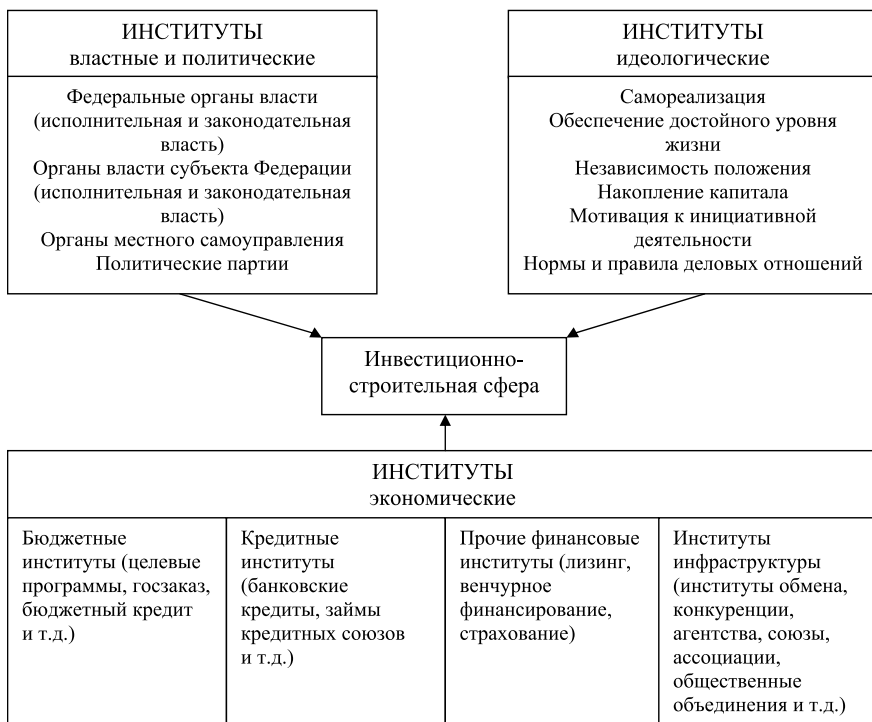 ИНСТИТУТЫ
властные и политические
Федеральные органы власти
(исполнительная и законодательная
власть)
Органы власти субъекта Федерации
(исполнительная и законодательная
власть)
Органы местного самоуправления
Политические партии
ИНСТИТУТЫ
идеологические
Самореализация
Обеспечение достойного уровня
жизни
Независимость положения
Накопление капитала
Мотивация к инициативной
деятельности
Нормы и правила деловых отношений
Инвестиционно-
строительная сфера
ИНСТИТУТЫ
экономические
Бюджетные
институты (целевые
программы, госзаказ,
бюджетный кредит
и т.д.)
Кредитные
институты
(банковские
кредиты, займы
кредитных союзов
и т.д.)
Прочие финансовые
институты (лизинг,
венчурное
финансирование,
страхование)
Институты
инфраструктуры
(институты обмена,
конкуренции,
агентства, союзы,
ассоциации,
общественные
объединения и т.д.)